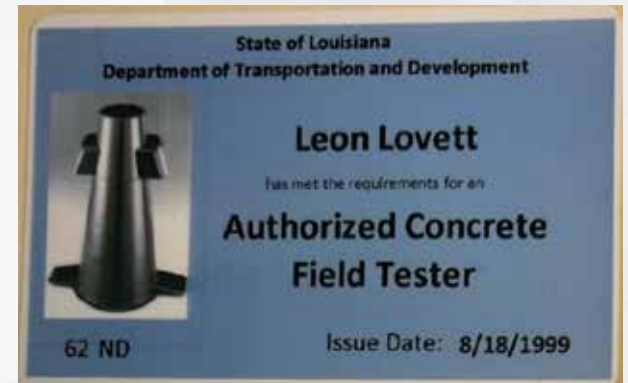 State of Louisiana
Department of Transportation and Development
Leon Lovett
has met the requirements for an
Authorized Concrete
Field Tester
62 ND
Issue Date: 8/18/1999